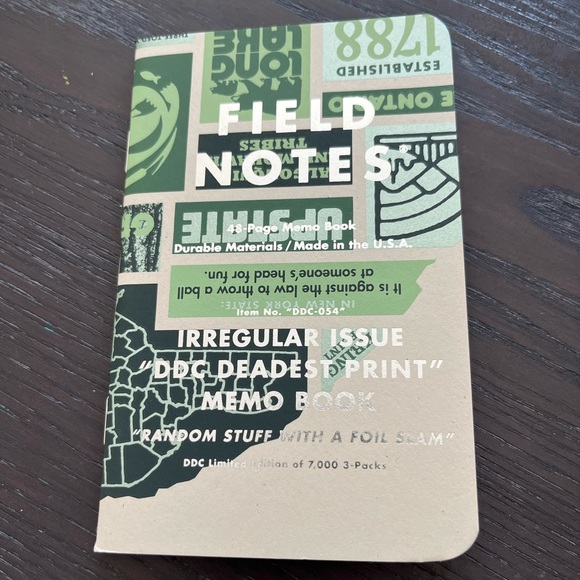 FIELD
NOTES®
48-Page Memo Book
Durable Materials / Made in the U.S.A.
Item No. "DDC-054"
IRREGULAR ISSUE
"DDC DEADEST PRINT"
MEMO BOOK
"RANDOM STUFF WITH A FOIL SLAM"
DDC Limited Edition of 7,000 3-Packs
ESTABLISHED
1788
LONG
LAKE
E ONTARIO
TRIBES
UPSTATE
IN NEW YORK STATE:
It is against the law to throw a ball
at someone's head for fun.